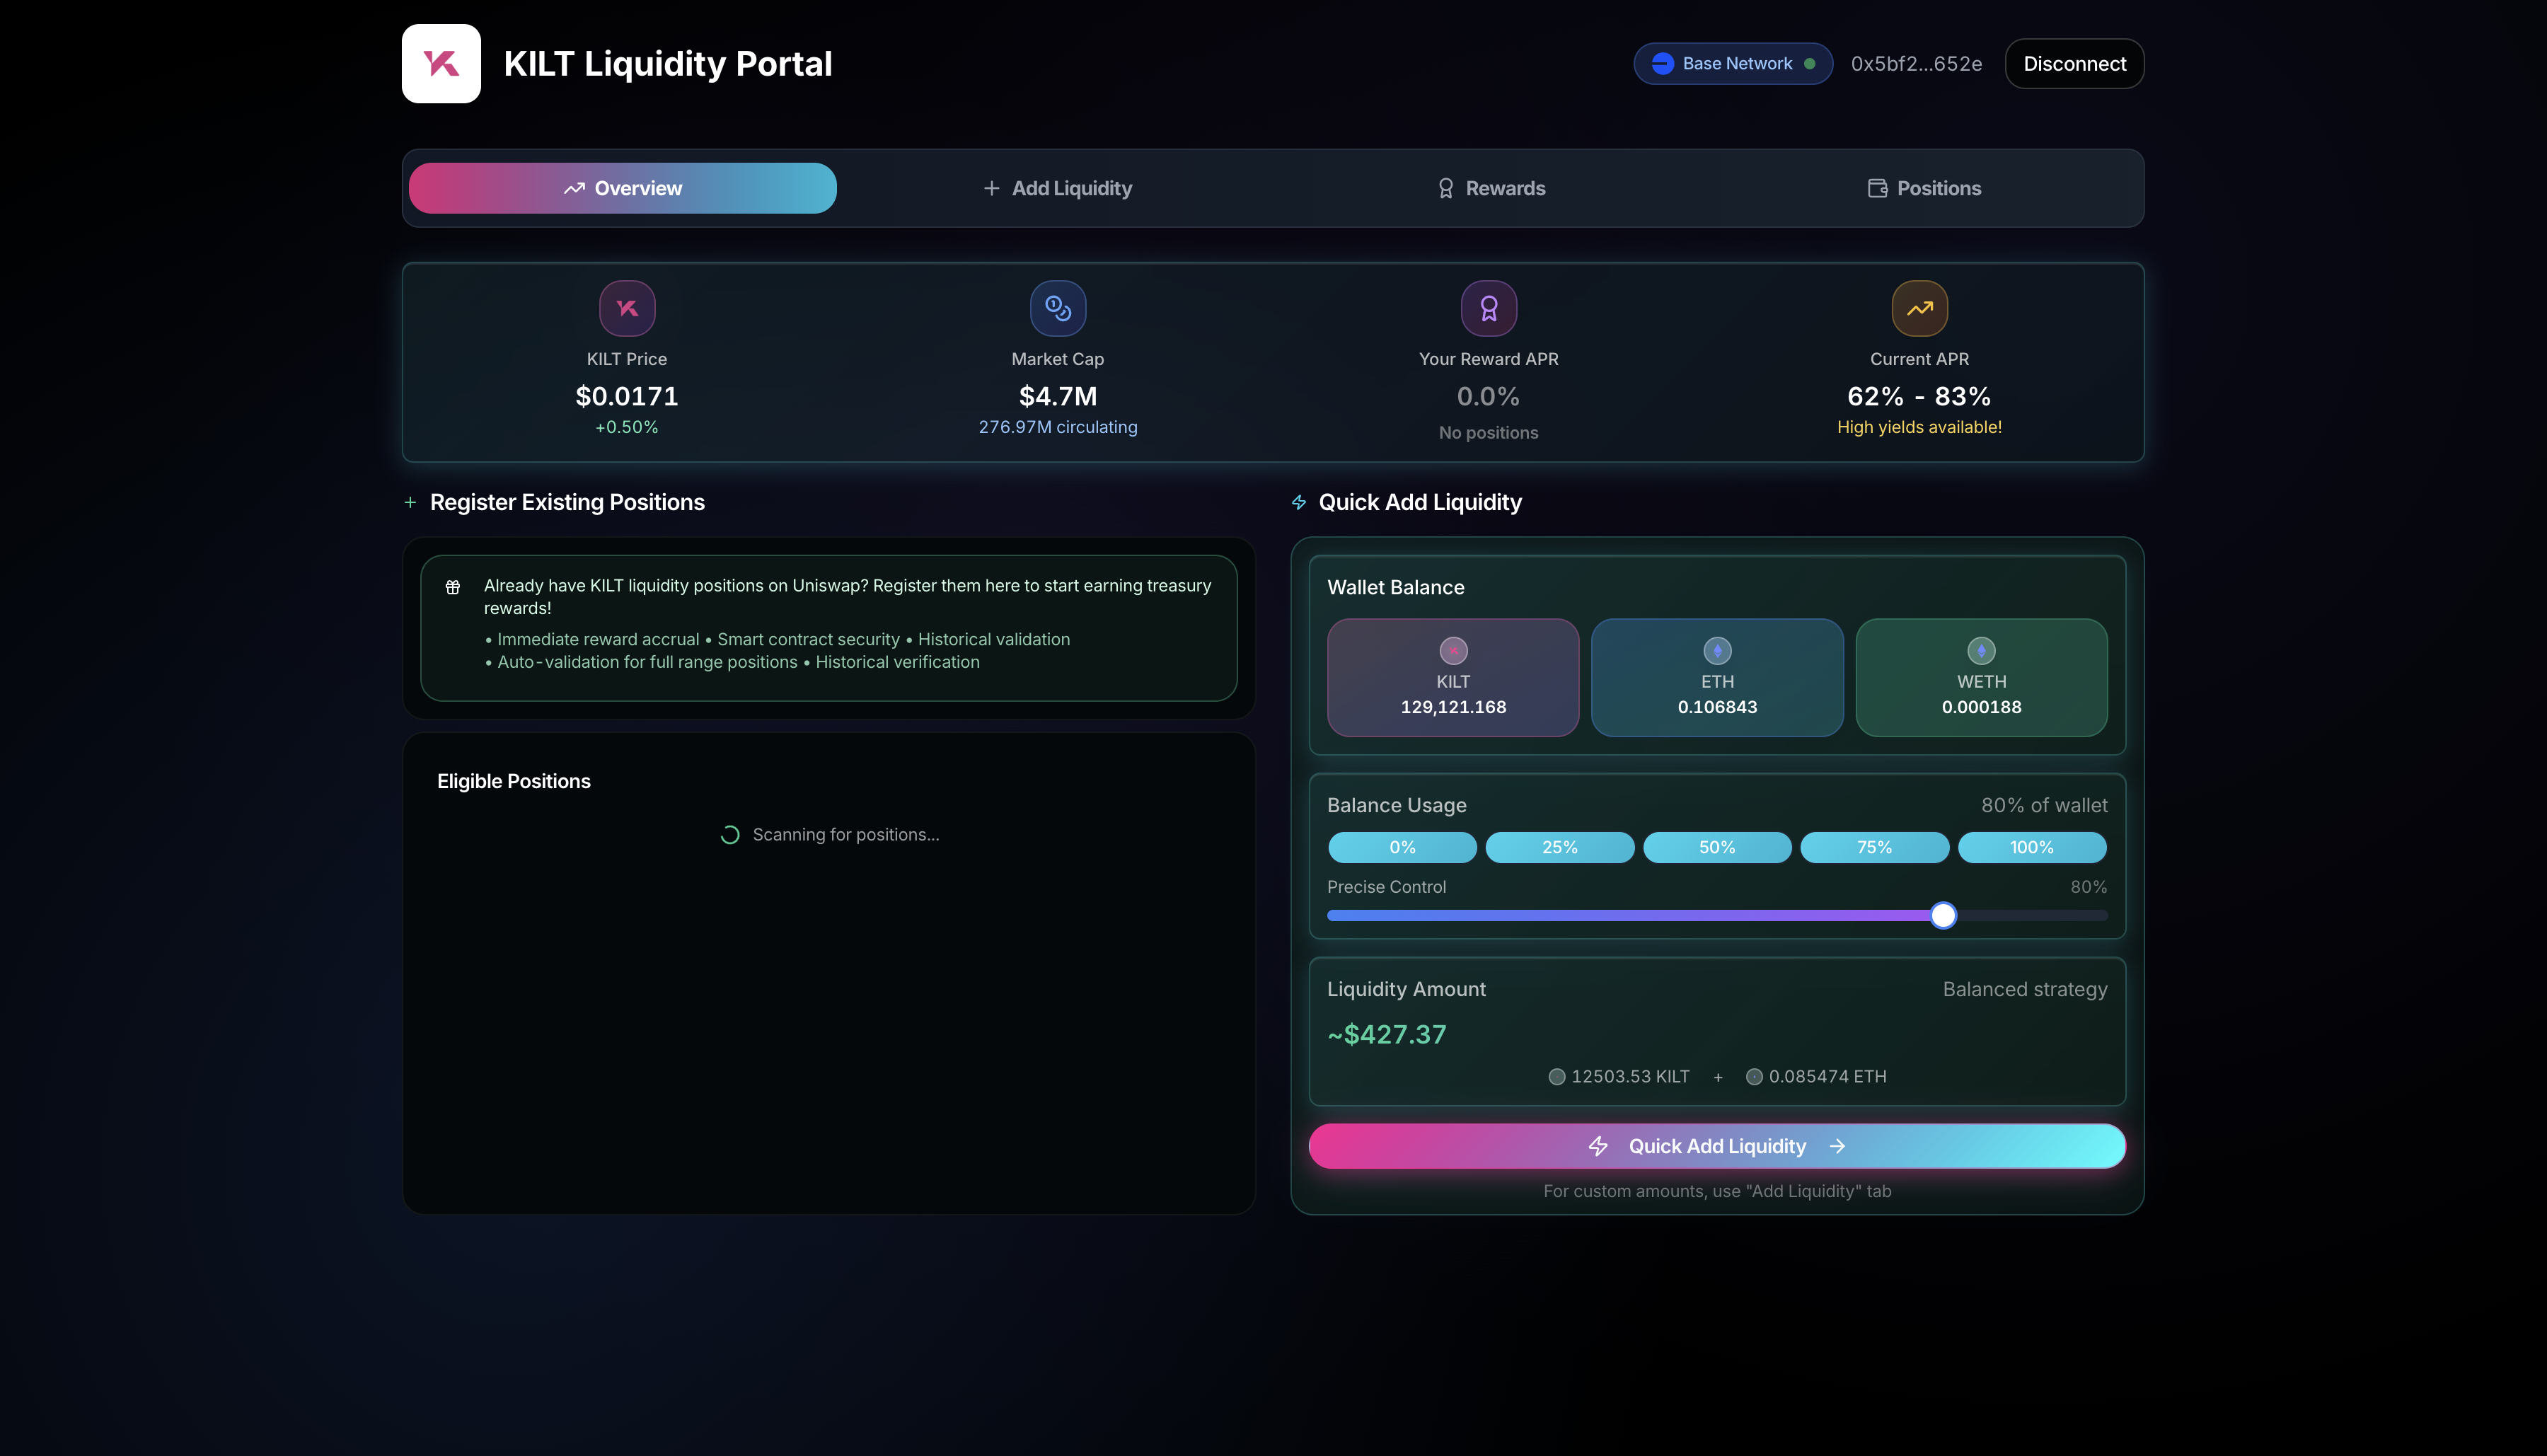 KILT Liquidity Portal
Base Network
0x5bf2...652e
Disconnect
Overview
Add Liquidity
Rewards
Positions
KILT Price
$0.0171
+0.50%
Market Cap
$4.7M
276.97M circulating
Your Reward APR
0.0%
No positions
Current APR
62% - 83%
High yields available!
Register Existing Positions
Already have KILT liquidity positions on Uniswap? Register them here to start earning treasury
rewards!
• Immediate reward accrual • Smart contract security • Historical validation
• Auto-validation for full range positions • Historical verification
Eligible Positions
Scanning for positions...
Quick Add Liquidity
Wallet Balance
KILT
129,121.168
ETH
0.106843
WETH
0.000188
Balance Usage
80% of wallet
0%
25%
50%
75%
100%
Precise Control
80%
Liquidity Amount
Balanced strategy
~$427.37
12503.53 KILT + 0.085474 ETH
Quick Add Liquidity
For custom amounts, use "Add Liquidity" tab